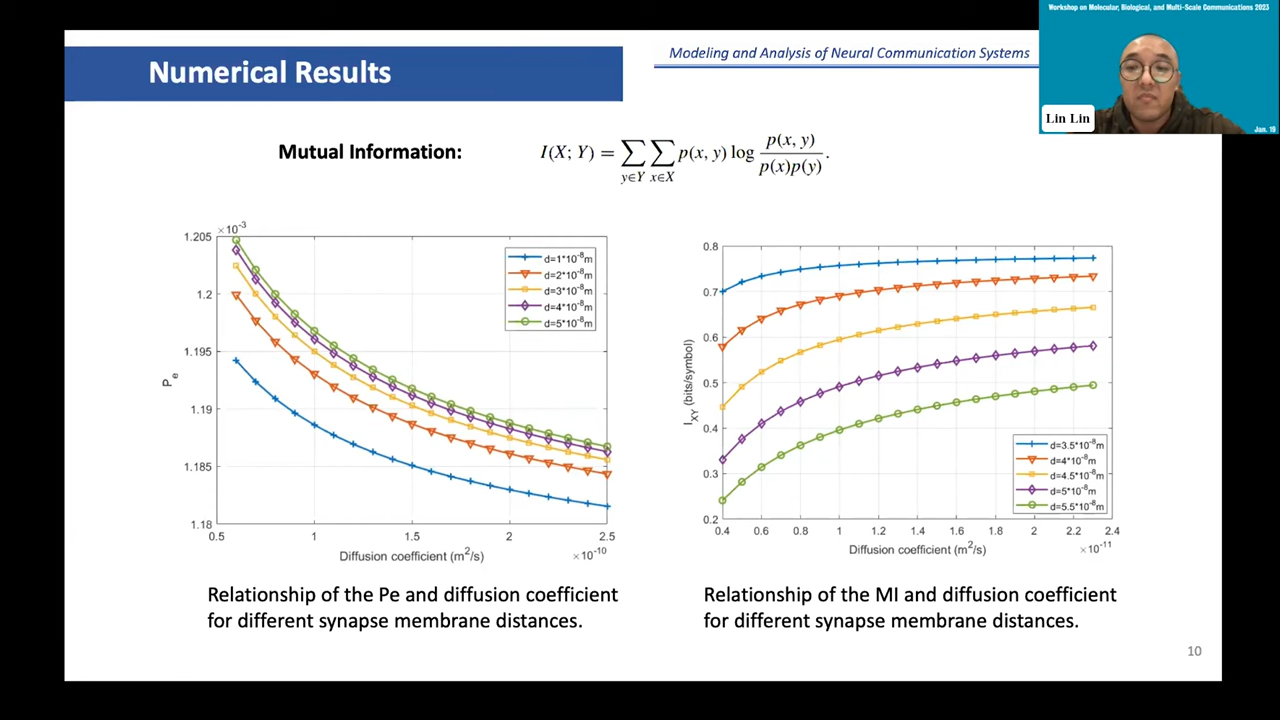 Workshop on Molecular, Biological, and Multi-Scale Communications 2023
Numerical Results
Modeling and Analysis of Neural Communication Systems
Lin Lin
Jan. 19
Mutual Information:
I(X; Y) = ∑y∈Y ∑x∈X p(x, y) log p(x, y) / p(x)p(y).
×10⁻³
1.205
1.2
1.195
1.19
1.185
1.18
Pe
0.5
1
1.5
2
2.5
Diffusion coefficient (m²/s)
×10⁻¹⁰
d=1*10⁻⁸m
d=2*10⁻⁸m
d=3*10⁻⁸m
d=4*10⁻⁸m
d=5*10⁻⁸m
0.8
0.7
0.6
0.5
0.4
0.3
0.2
IXY (bits/symbol)
0.4
0.6
0.8
1
1.2
1.4
1.6
1.8
2
2.2
2.4
Diffusion coefficient (m²/s)
×10⁻¹¹
d=3.5*10⁻⁸m
d=4*10⁻⁸m
d=4.5*10⁻⁸m
d=5*10⁻⁸m
d=5.5*10⁻⁸m
Relationship of the Pe and diffusion coefficient
for different synapse membrane distances.
Relationship of the MI and diffusion coefficient
for different synapse membrane distances.
10